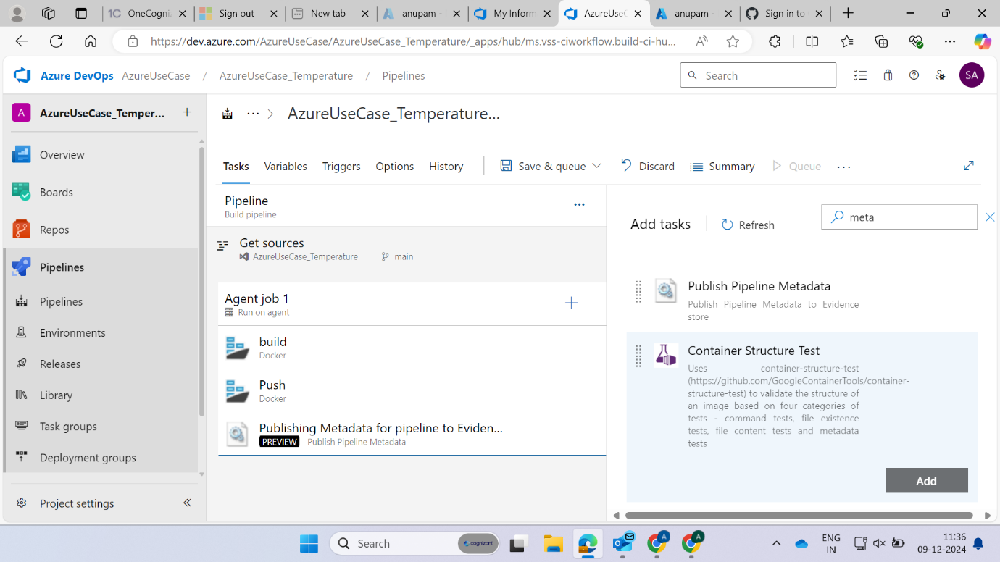 OneCogniz
Sign out
New tab
anupam -
My Inform
AzureUseC
anupam -
Sign in to
https://dev.azure.com/AzureUseCase/AzureUseCase_Temperature/_apps/hub/ms.vss-ciworkflow.build-ci-hu...
Azure DevOps AzureUseCase / AzureUseCase_Temperature / Pipelines
Search
SA
A AzureUseCase_Temper...
Overview
Boards
Repos
Pipelines
Pipelines
Environments
Releases
Library
Task groups
Deployment groups
Project settings
AzureUseCase_Temperature...
Tasks Variables Triggers Options History Save & queue Discard Summary Queue
Pipeline
Build pipeline
Get sources
AzureUseCase_Temperature main
Agent job 1
Run on agent
build
Docker
Push
Docker
Publishing Metadata for pipeline to Eviden...
PREVIEW Publish Pipeline Metadata
Add tasks Refresh
meta
Publish Pipeline Metadata
Publish Pipeline Metadata to Evidence
store
Container Structure Test
Uses container-structure-test
(https://github.com/GoogleContainerTools/container-
structure-test) to validate the structure of
an image based on four categories of
tests - command tests, file existence
tests, file content tests and metadata
tests
Add
Search
cognizant
A
A
ENG
IN
11:36
09-12-2024